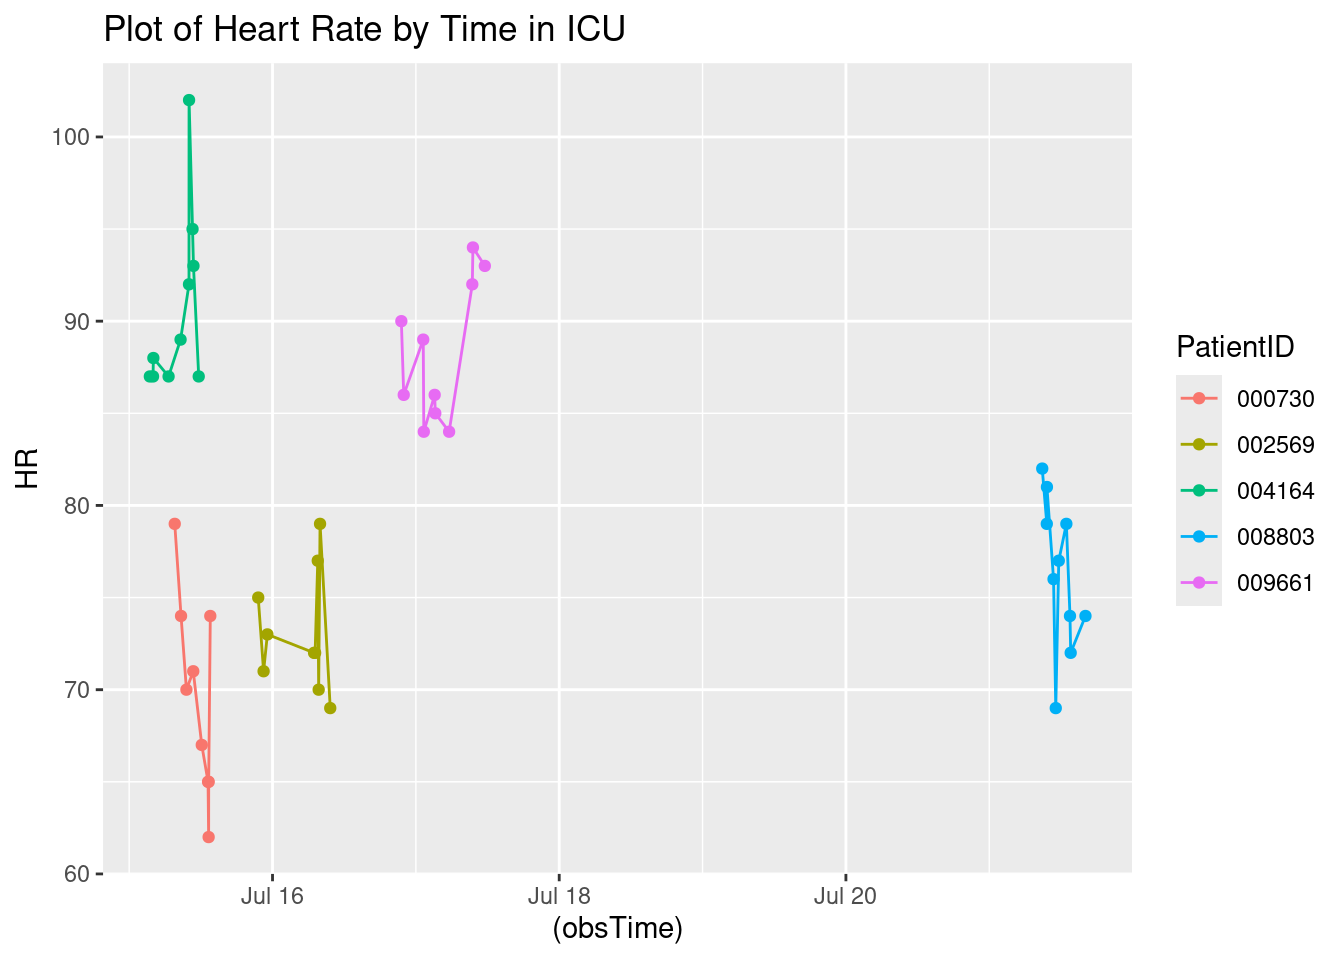 Plot of Heart Rate by Time in ICU
100
90
80
70
60
HR
Jul 16
Jul 18
Jul 20
(obsTime)
PatientID
000730
002569
004164
008803
009661